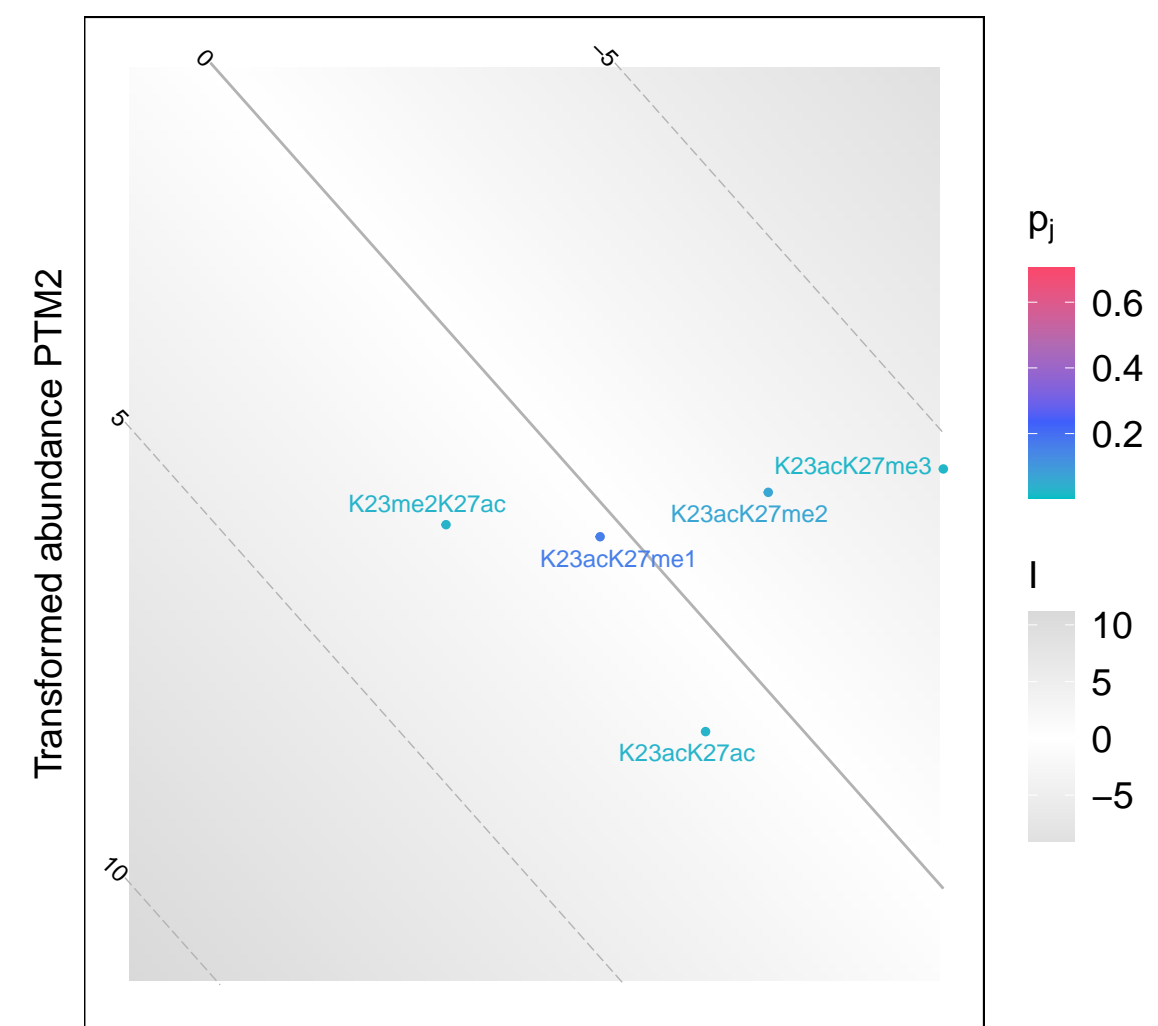 0
–5
5
10
Transformed abundance PTM2
K23acK27me3
K23me2K27ac
K23acK27me2
K23acK27me1
K23acK27ac
pj
0.6
0.4
0.2
I
10
5
0
–5